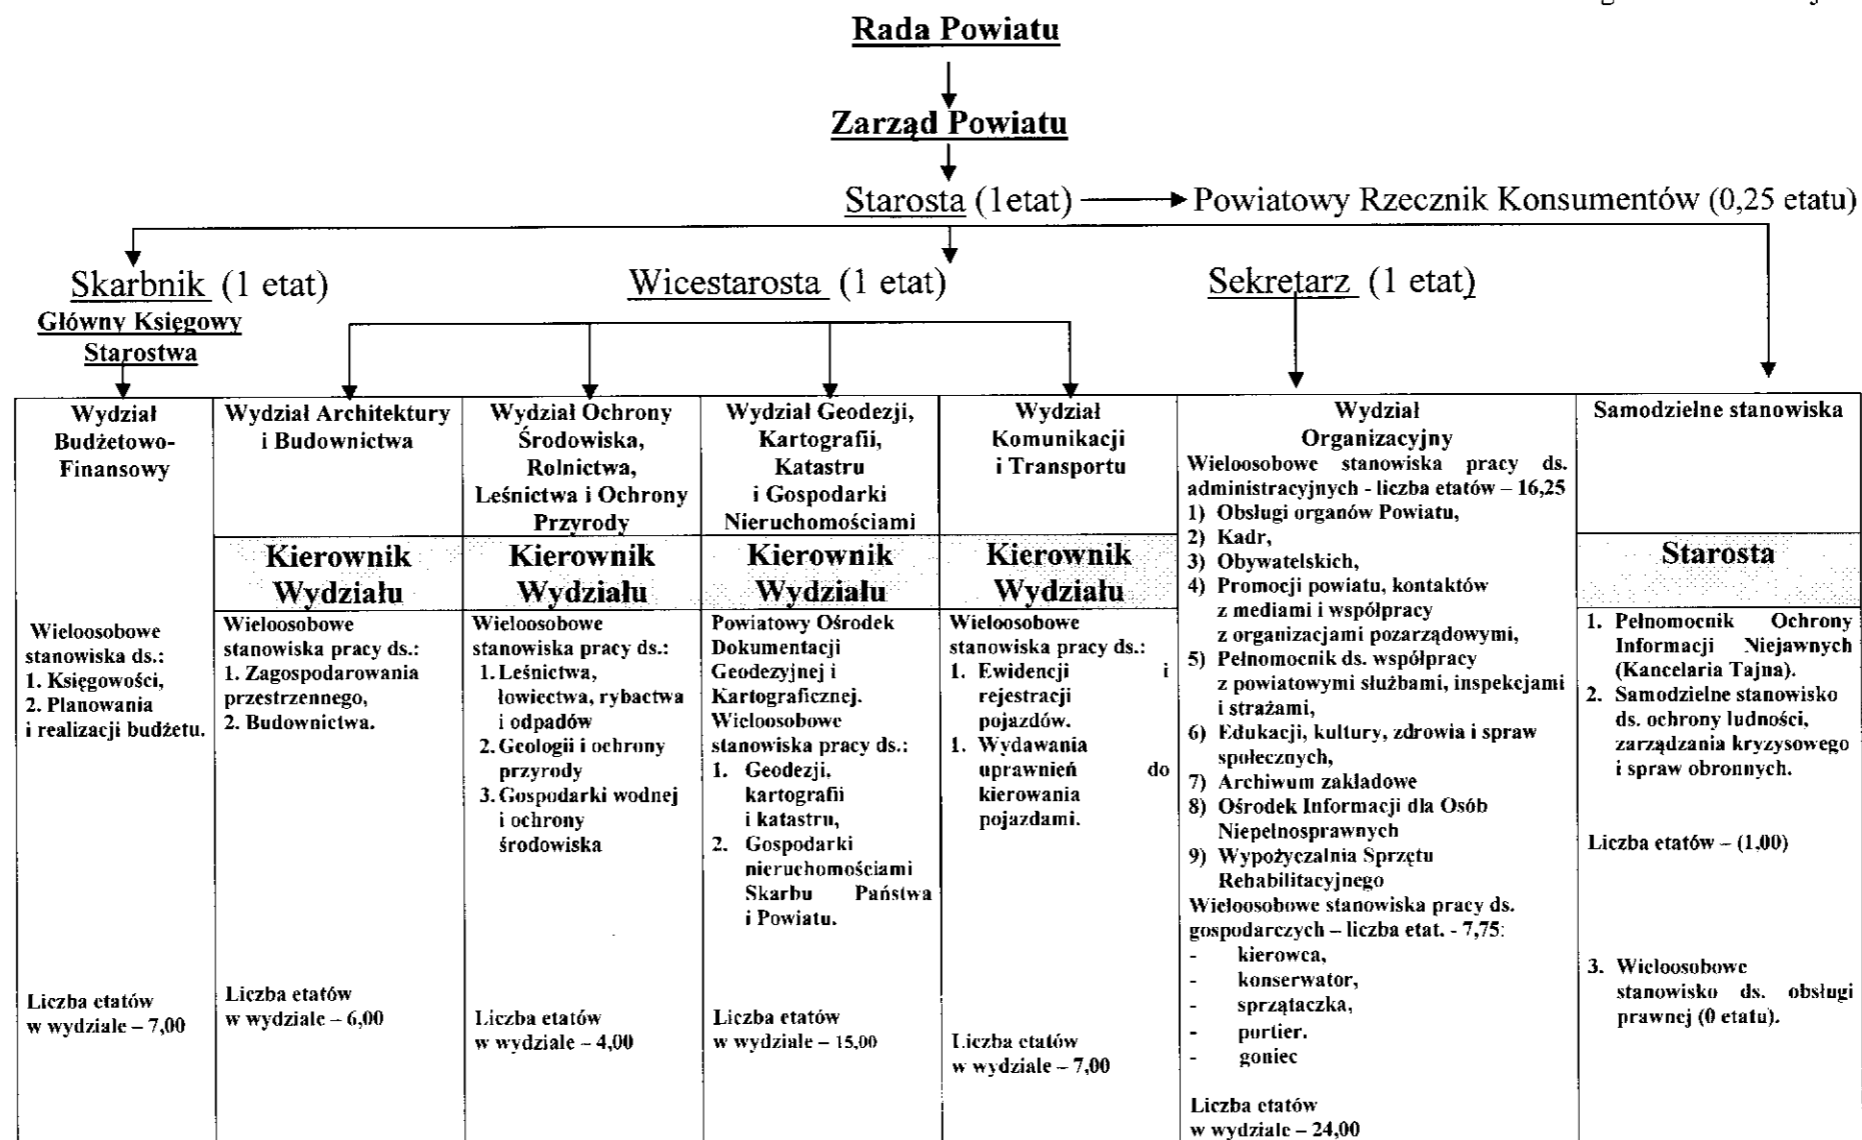 Rada Powiatu
Zarząd Powiatu
Starosta (1etat)
Powiatowy Rzecznik Konsumentów (0,25 etatu)
Skarbnik (1 etat)
Główny Księgowy
Starostwa
Wicestarosta (1 etat)
Sekretarz (1 etat)
Wydział
Budżetowo-
Finansowy
Wieloosobowe
stanowiska ds.:
1. Księgowości,
2. Planowania
i realizacji budżetu.
Liczba etatów
w wydziale – 7,00
Wydział Architektury
i Budownictwa
Kierownik
Wydziału
Wieloosobowe
stanowiska pracy ds.:
1. Zagospodarowania
przestrzennego,
2. Budownictwa.
Liczba etatów
w wydziale – 6,00
Wydział Ochrony
Środowiska,
Rolnictwa,
Leśnictwa i Ochrony
Przyrody
Kierownik
Wydziału
Wieloosobowe
stanowiska pracy ds.:
1. Leśnictwa,
łowiectwa, rybactwa
i odpadów
2. Geologii i ochrony
przyrody
3. Gospodarki wodnej
i ochrony
środowiska
Liczba etatów
w wydziale – 4,00
Wydział Geodezji,
Kartografii,
Katastru
i Gospodarki
Nieruchomościami
Kierownik
Wydziału
Powiatowy Ośrodek
Dokumentacji
Geodezyjnej i
Kartograficznej.
Wieloosobowe
stanowiska pracy ds.:
1. Geodezji,
kartografii
i katastru,
2. Gospodarki
nieruchomościami
Skarbu Państwa
i Powiatu.
Liczba etatów
w wydziale – 15,00
Wydział
Komunikacji
i Transportu
Kierownik
Wydziału
Wieloosobowe
stanowiska pracy ds.:
1. Ewidencji i
rejestracji
pojazdów.
1. Wydawania
uprawnień do
kierowania
pojazdami.
Liczba etatów
w wydziale – 7,00
Wydział
Organizacyjny
Wieloosobowe stanowiska pracy ds.
administracyjnych - liczba etatów – 16,25
1) Obsługi organów Powiatu,
2) Kadr,
3) Obywatelskich,
4) Promocji powiatu, kontaktów
z mediami i współpracy
z organizacjami pozarządowymi,
5) Pełnomocnik ds. współpracy
z powiatowymi służbami, inspekcjami
i strażami,
6) Edukacji, kultury, zdrowia i spraw
społecznych,
7) Archiwum zakładowe
8) Ośrodek Informacji dla Osób
Niepełnosprawnych
9) Wypożyczalnia Sprzętu
Rehabilitacyjnego
Wieloosobowe stanowiska pracy ds.
gospodarczych – liczba etat. - 7,75:
- kierowca,
- konserwator,
- sprzątaczka,
- portier.
- goniec
Liczba etatów
w wydziale – 24,00
Samodzielne stanowiska
Starosta
1. Pełnomocnik Ochrony
Informacji Niejawnych
(Kancelaria Tajna).
2. Samodzielne stanowisko
ds. ochrony ludności,
zarządzania kryzysowego
i spraw obronnych.
Liczba etatów – (1,00)
3. Wieloosobowe
stanowisko ds. obsługi
prawnej (0 etatu).